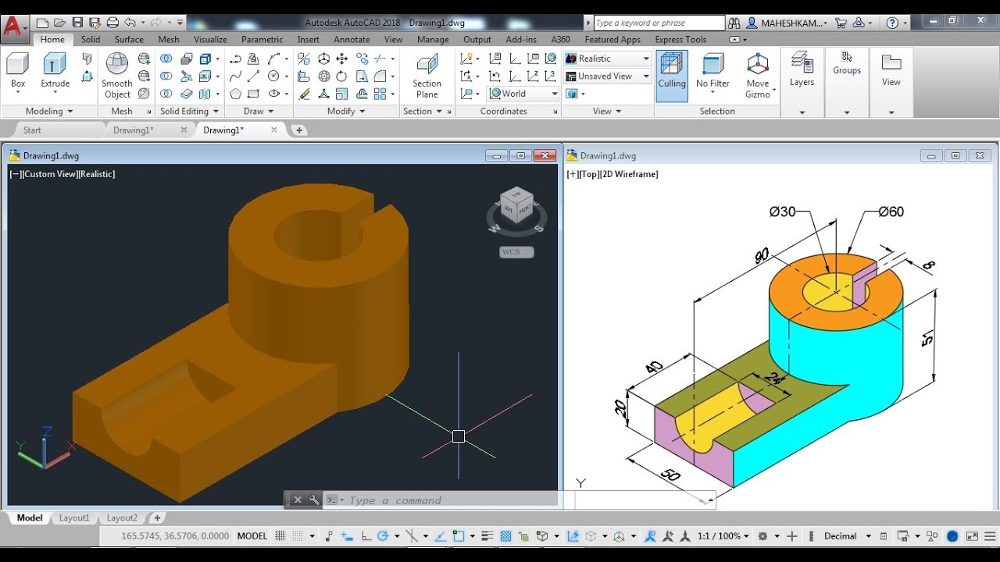 Autodesk AutoCAD 2018 Drawing1.dwg
Type a keyword or phrase
MAHESHKAM...
Home Solid Surface Mesh Visualize Parametric Insert Annotate View Manage Output Add-ins A360 Featured Apps Express Tools
Box
Extrude
Smooth Object
Section Plane
World
Realistic
Unsaved View
Culling
No Filter
Move Gizmo
Layers
Groups
View
Modeling
Mesh
Solid Editing
Draw
Modify
Section
Coordinates
View
Selection
Start
Drawing1*
Drawing1*
Drawing1.dwg
[−][Custom View][Realistic]
TOP
LEFT
FRONT
W
S
WCS
Z
Y
X
Drawing1.dwg
[+][Top][2D Wireframe]
Ø30
Ø60
90
8
51
40
24
20
50
Y
Type a command
Model Layout1 Layout2
165.5745, 36.5706, 0.0000 MODEL
1:1 / 100%
Decimal